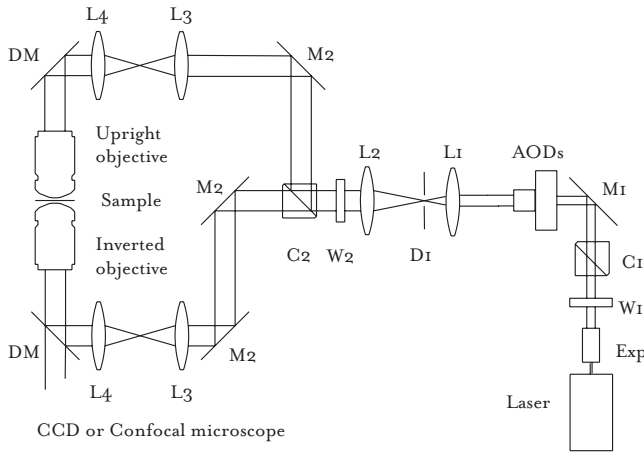 L4
L3
DM
M2
Upright
objective
L2
L1
AODs
M1
Sample
M2
Inverted
objective
C2
W2
D1
C1
W1
DM
M2
Exp
L4
L3
Laser
CCD or Confocal microscope